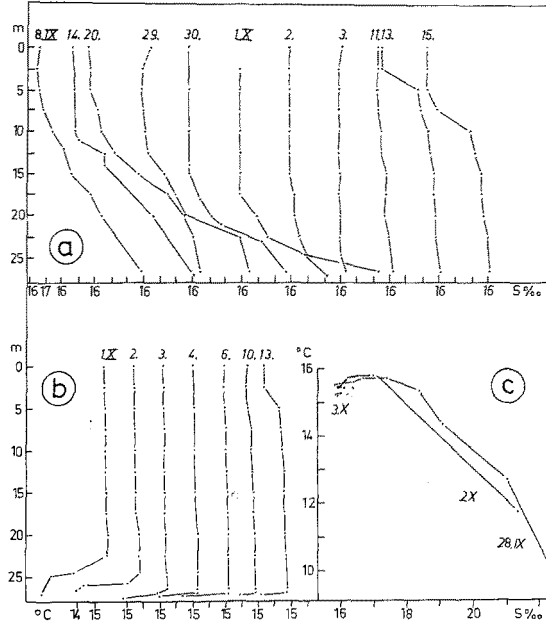 m 8.IX 14. 20. 29. 30. 1.X 2. 3. 11. 13. 15.
0
5
10
15
20
25
a
16 17 16 16 16 16 16 16 16 16 16 S‰
m 1.X 2. 3. 4. 6. 10. 13.
0
5
10
15
20
25
b
°C 14 15 15 15 15 15 15 15
°C
16
14
12
10
c
3.X
2.X
28.IX
16 18 20 S‰